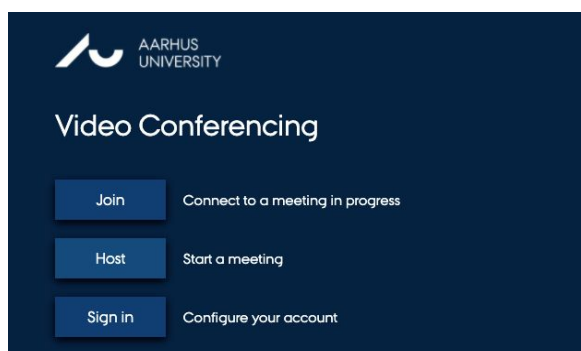 AARHUS
UNIVERSITY
Video Conferencing
Join Connect to a meeting in progress
Host Start a meeting
Sign in Configure your account